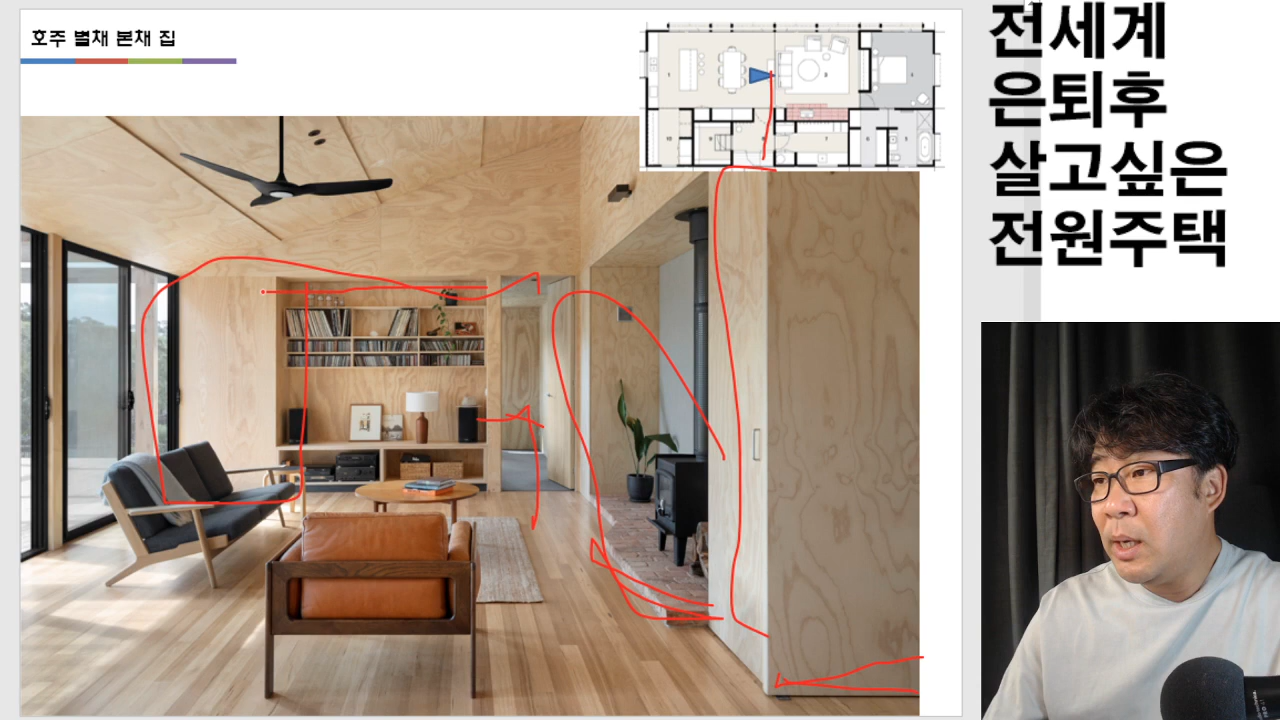 호주 별채 본채 집
전세계
은퇴후
살고싶은
전원주택